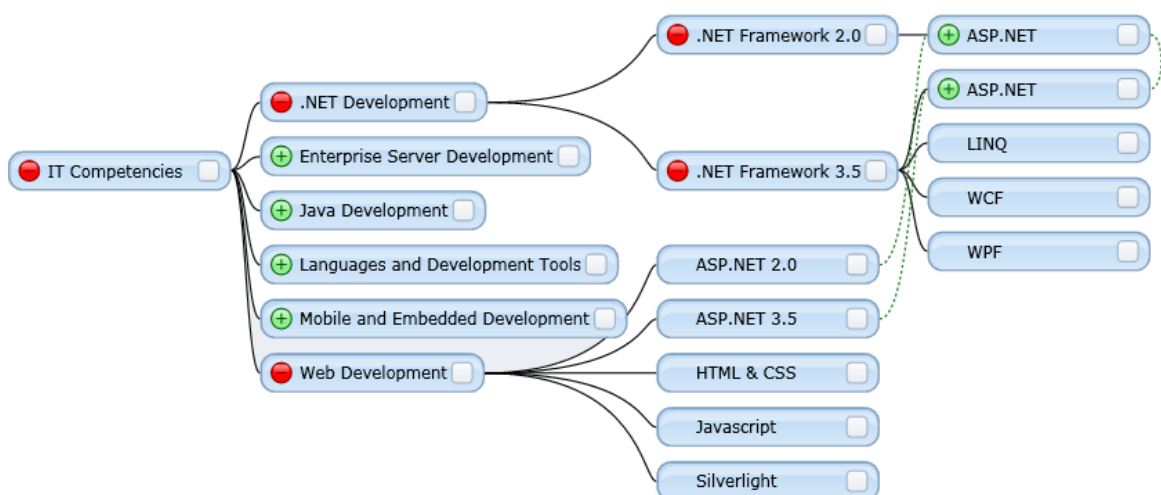 IT Competencies
.NET Development
Enterprise Server Development
Java Development
Languages and Development Tools
Mobile and Embedded Development
Web Development
.NET Framework 2.0
.NET Framework 3.5
ASP.NET 2.0
ASP.NET 3.5
HTML & CSS
Javascript
Silverlight
ASP.NET
ASP.NET
LINQ
WCF
WPF